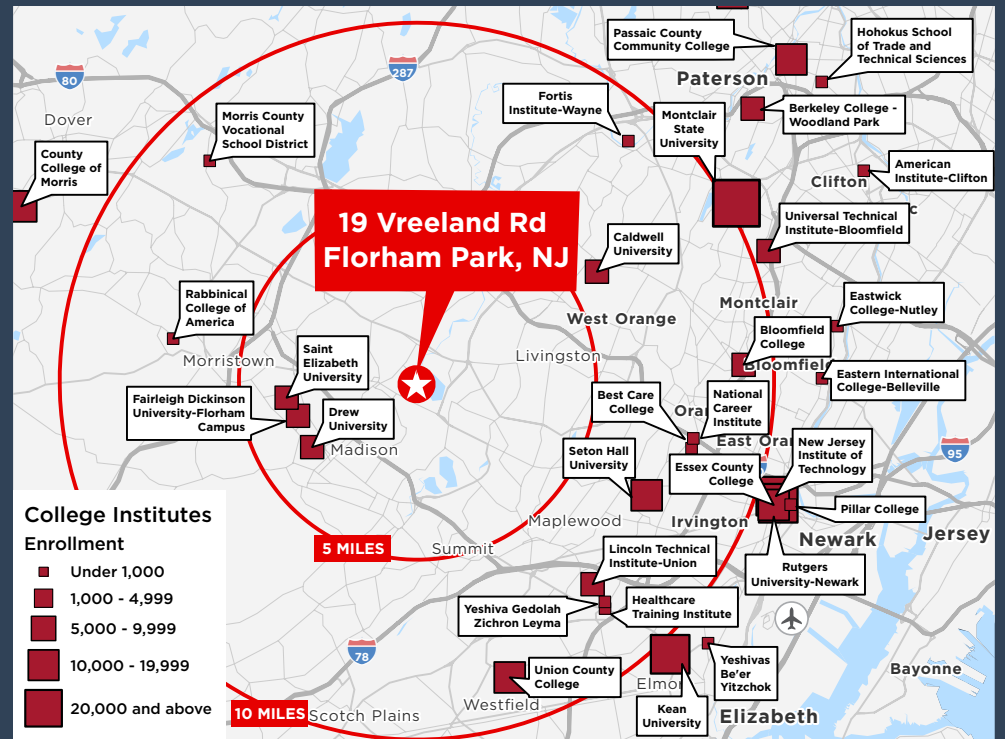 Passaic County
Community College
Hohokus School
of Trade and
Technical Sciences
80
287
Paterson
Fortis
Institute-Wayne
Montclair
State
University
Berkeley College -
Woodland Park
Dover
Morris County
Vocational
School District
County
College of
Morris
American
Institute-Clifton
Clifton
c
19 Vreeland Rd
Florham Park, NJ
Universal Technical
Institute-Bloomfield
Caldwell
University
Rabbinical
College of
America
Montclair
Eastwick
College-Nutley
West Orange
Bloomfield
College
Bloomfield
Morristown
Saint
Elizabeth
University
Livingston
Eastern International
College-Belleville
Fairleigh Dickinson
University-Florham
Campus
Drew
University
Best Care
College
National
Career
Institute
Oran
East Oran
Madison
Seton Hall
University
Essex County
College
New Jersey
Institute of
Technology
95
Pillar College
College Institutes
Enrollment
Under 1,000
1,000 - 4,999
5,000 - 9,999
10,000 - 19,999
20,000 and above
Maplewood
Irvington
Newark
Jersey
5 MILES
Summit
Lincoln Technical
Institute-Union
Rutgers
University-Newark
Yeshiva Gedolah
Zichron Leyma
Healthcare
Training Institute
78
Union County
College
Elmor
Yeshivas
Be'er
Yitzchok
Bayonne
10 MILES
Scotch Plains
Westfield
Kean
University
Elizabeth